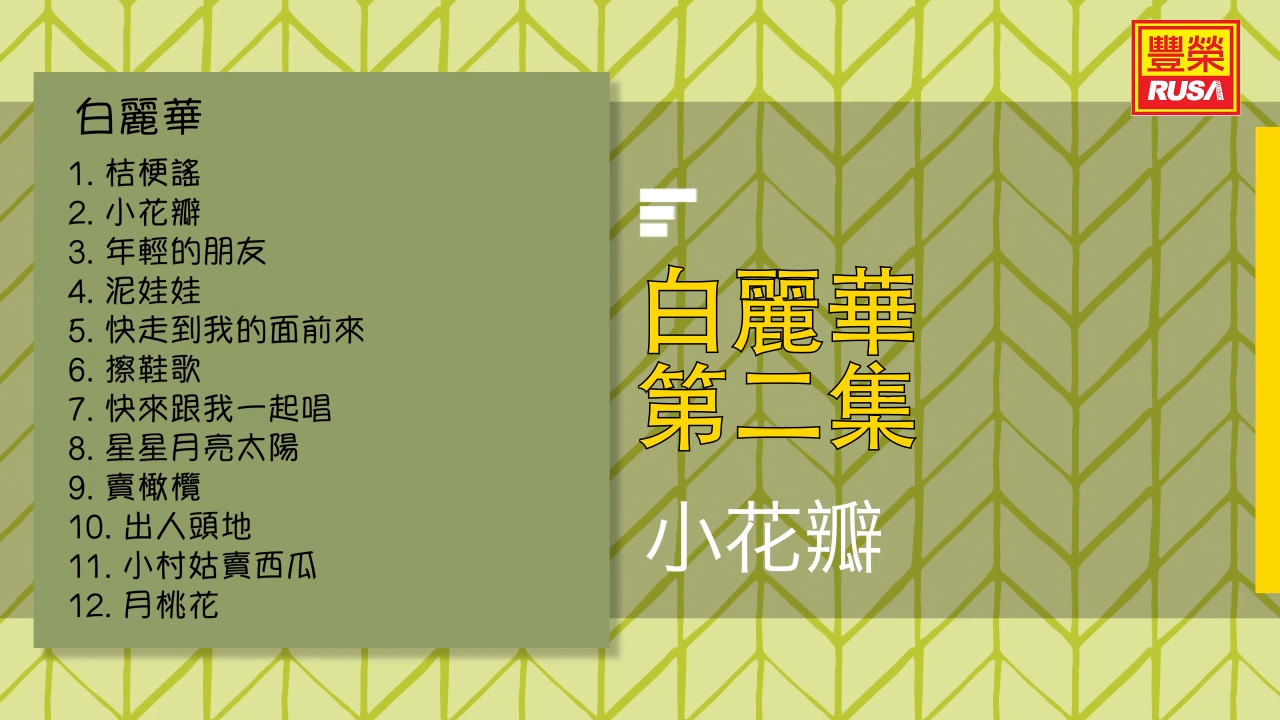 白麗華
1. 桔梗謠
2. 小花瓣
3. 年輕的朋友
4. 泥娃娃
5. 快走到我的面前來
6. 擦鞋歌
7. 快來跟我一起唱
8. 星星月亮太陽
9. 賣橄欖
10. 出人頭地
11. 小村姑賣西瓜
12. 月桃花
豐榮
RUSA
白麗華
第二集
小花瓣